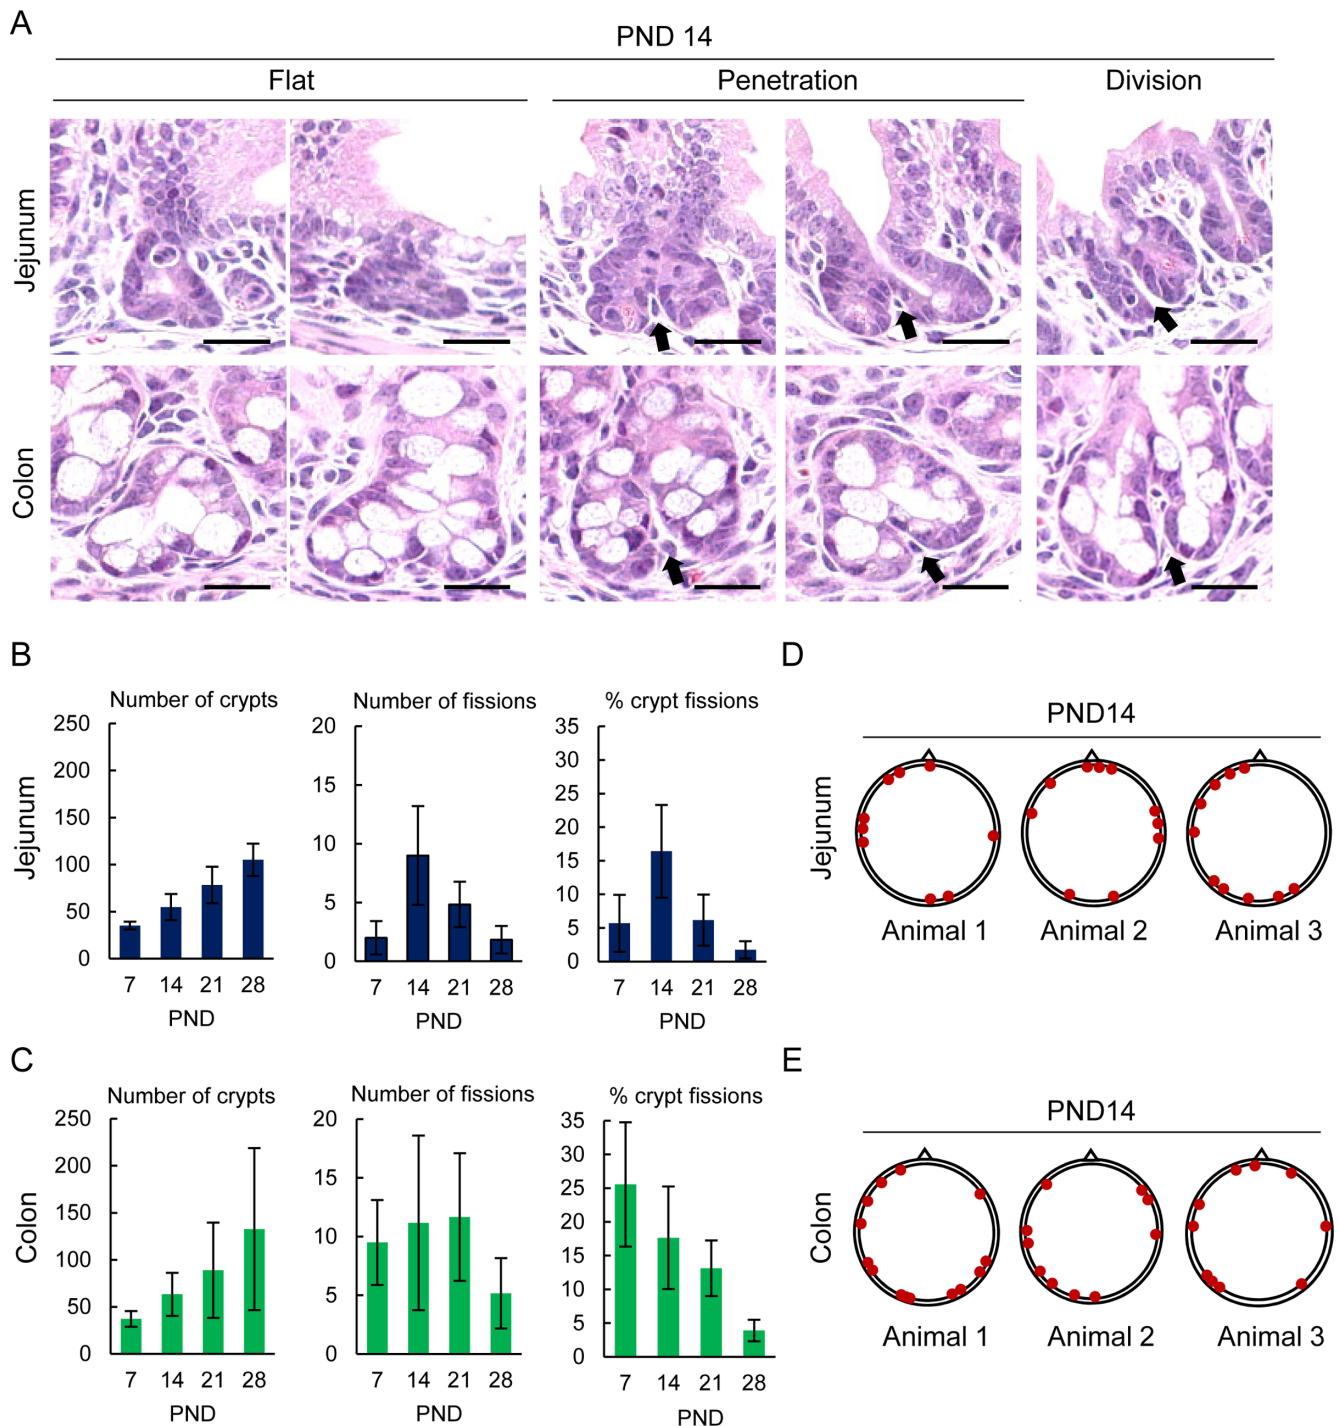 A
PND 14
Flat Penetration Division
Jejunum
Colon
B
Number of crypts Number of fissions % crypt fissions
Jejunum
250
200
150
100
50
0
7 14 21 28
PND
20
15
10
5
0
7 14 21 28
PND
35
30
25
20
15
10
5
0
7 14 21 28
PND
D
PND14
Jejunum
Animal 1 Animal 2 Animal 3
C
Number of crypts Number of fissions % crypt fissions
Colon
250
200
150
100
50
0
7 14 21 28
PND
20
15
10
5
0
7 14 21 28
PND
35
30
25
20
15
10
5
0
7 14 21 28
PND
E
PND14
Colon
Animal 1 Animal 2 Animal 3